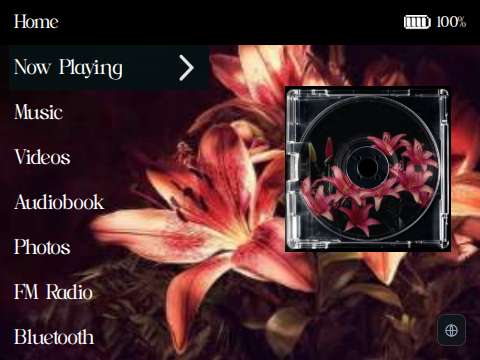 Home
100%
Now Playing
Music
Videos
Audiobook
Photos
FM Radio
Bluetooth